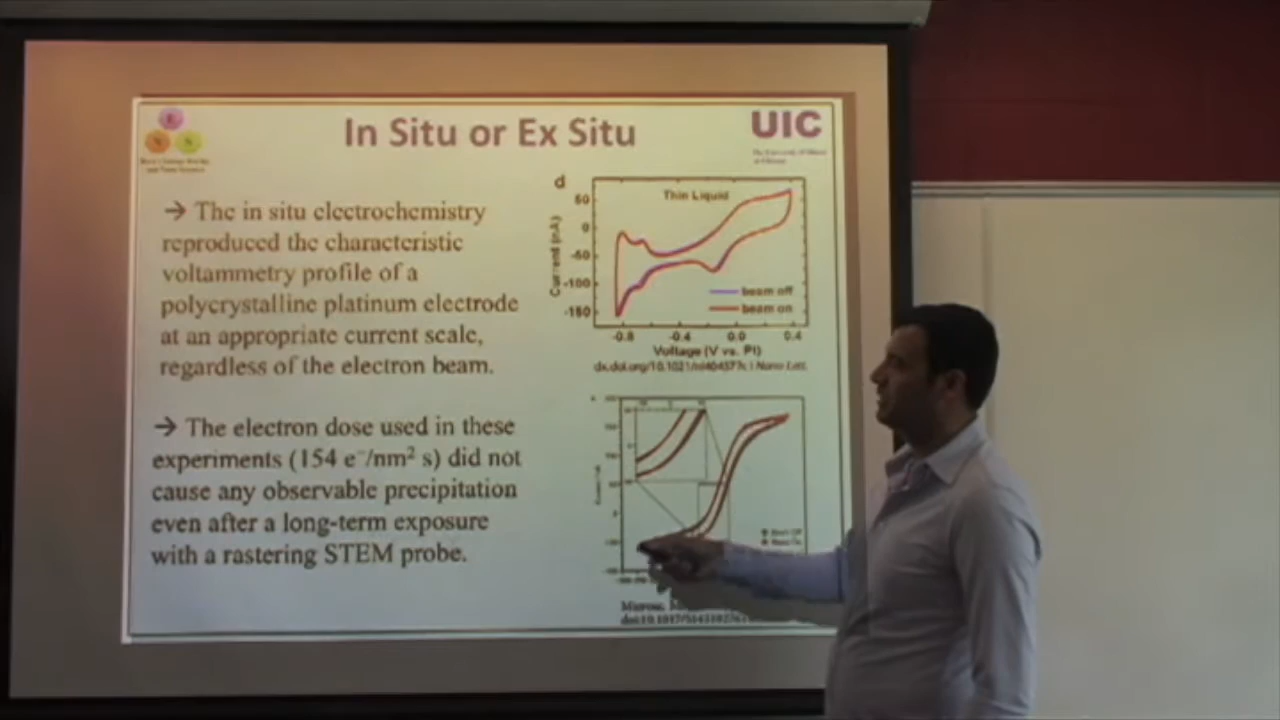 In Situ or Ex Situ
UIC
→ The in situ electrochemistry
reproduced the characteristic
voltammetry profile of a
polycrystalline platinum electrode
at an appropriate current scale,
regardless of the electron beam.
→ The electron dose used in these
experiments (154 e⁻/nm² s) did not
cause any observable precipitation
even after a long-term exposure
with a rastering STEM probe.
d
Thin Liquid
Current (nA)
50
0
-50
-100
-150
beam off
beam on
-0.8 -0.4 0.0 0.4
Voltage (V vs. Pt)
Nano Lett.